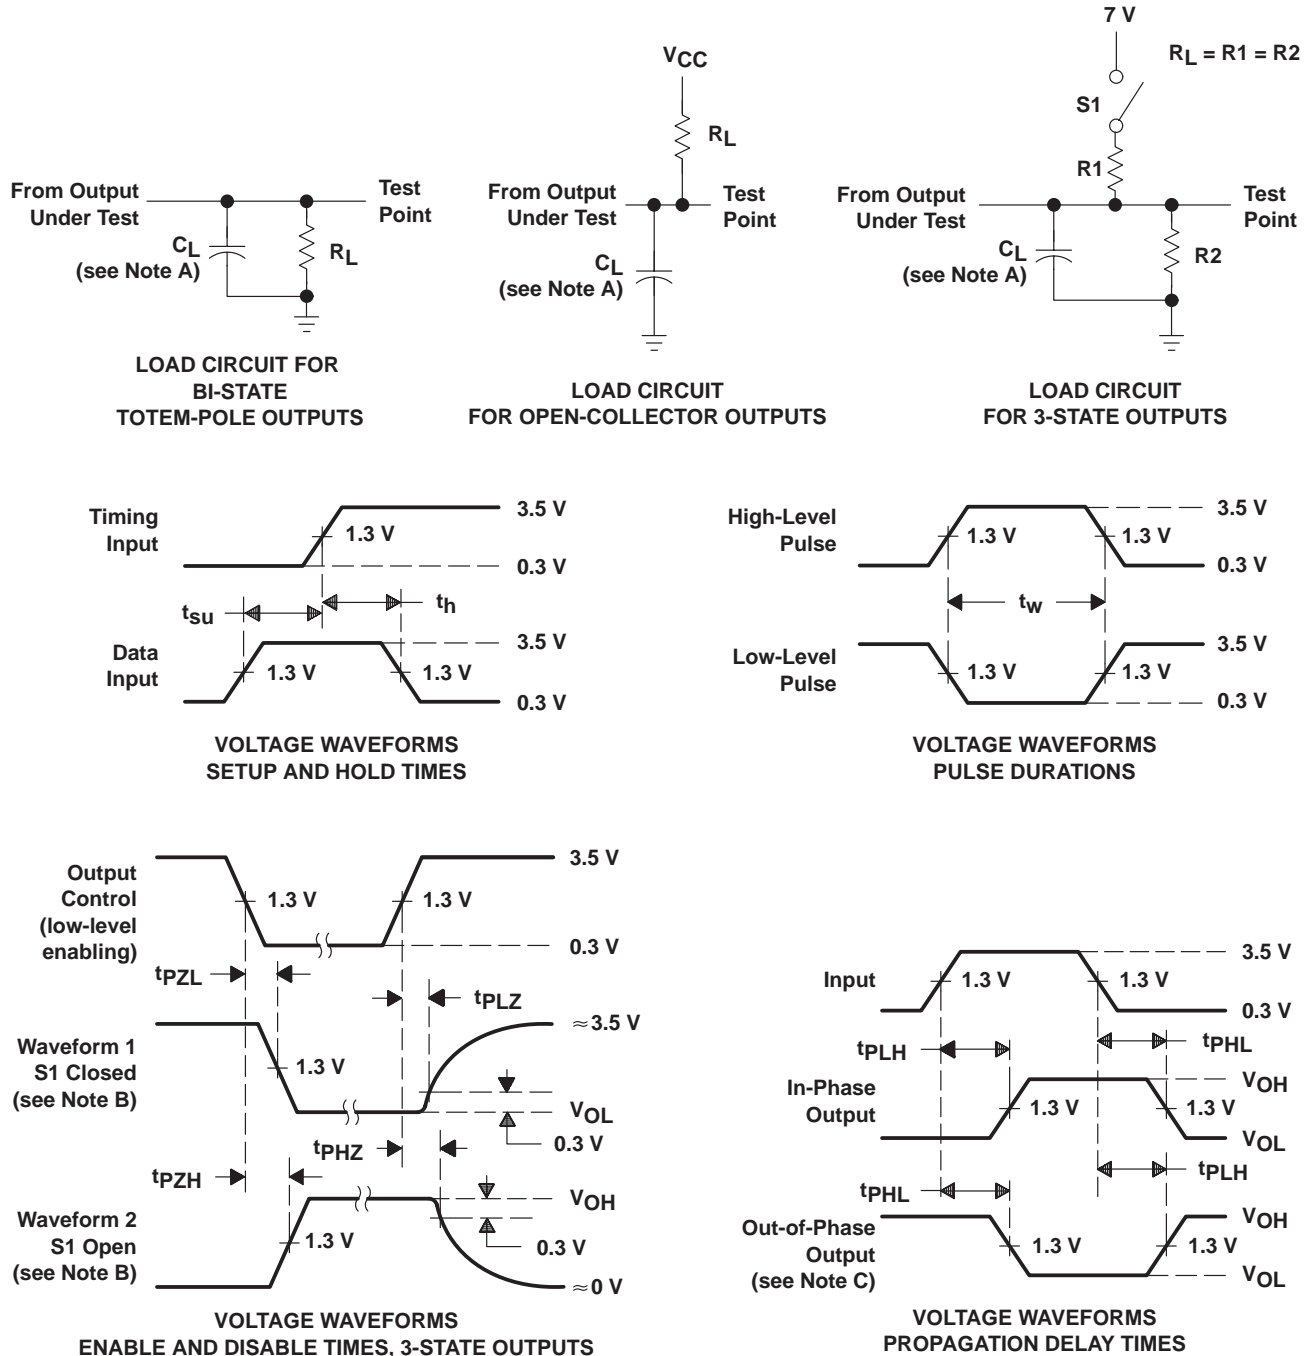 From Output
Under Test
Test
Point
CL
(see Note A)
RL
LOAD CIRCUIT FOR
BI-STATE
TOTEM-POLE OUTPUTS
VCC
RL
From Output
Under Test
Test
Point
CL
(see Note A)
LOAD CIRCUIT
FOR OPEN-COLLECTOR OUTPUTS
7 V
RL = R1 = R2
S1
R1
From Output
Under Test
Test
Point
CL
(see Note A)
R2
LOAD CIRCUIT
FOR 3-STATE OUTPUTS
Timing
Input
1.3 V
3.5 V
0.3 V
tsu
th
Data
Input
1.3 V
1.3 V
3.5 V
0.3 V
VOLTAGE WAVEFORMS
SETUP AND HOLD TIMES
High-Level
Pulse
1.3 V
1.3 V
3.5 V
0.3 V
tw
Low-Level
Pulse
1.3 V
1.3 V
3.5 V
0.3 V
VOLTAGE WAVEFORMS
PULSE DURATIONS
Output
Control
(low-level
enabling)
1.3 V
1.3 V
3.5 V
0.3 V
tPZL
tPLZ
Waveform 1
S1 Closed
(see Note B)
1.3 V
≈3.5 V
VOL
0.3 V
tPHZ
tPZH
Waveform 2
S1 Open
(see Note B)
1.3 V
VOH
0.3 V
≈0 V
VOLTAGE WAVEFORMS
ENABLE AND DISABLE TIMES, 3-STATE OUTPUTS
Input
1.3 V
1.3 V
3.5 V
0.3 V
tPLH
tPHL
In-Phase
Output
1.3 V
1.3 V
VOH
VOL
tPHL
tPLH
Out-of-Phase
Output
(see Note C)
1.3 V
1.3 V
VOH
VOL
VOLTAGE WAVEFORMS
PROPAGATION DELAY TIMES